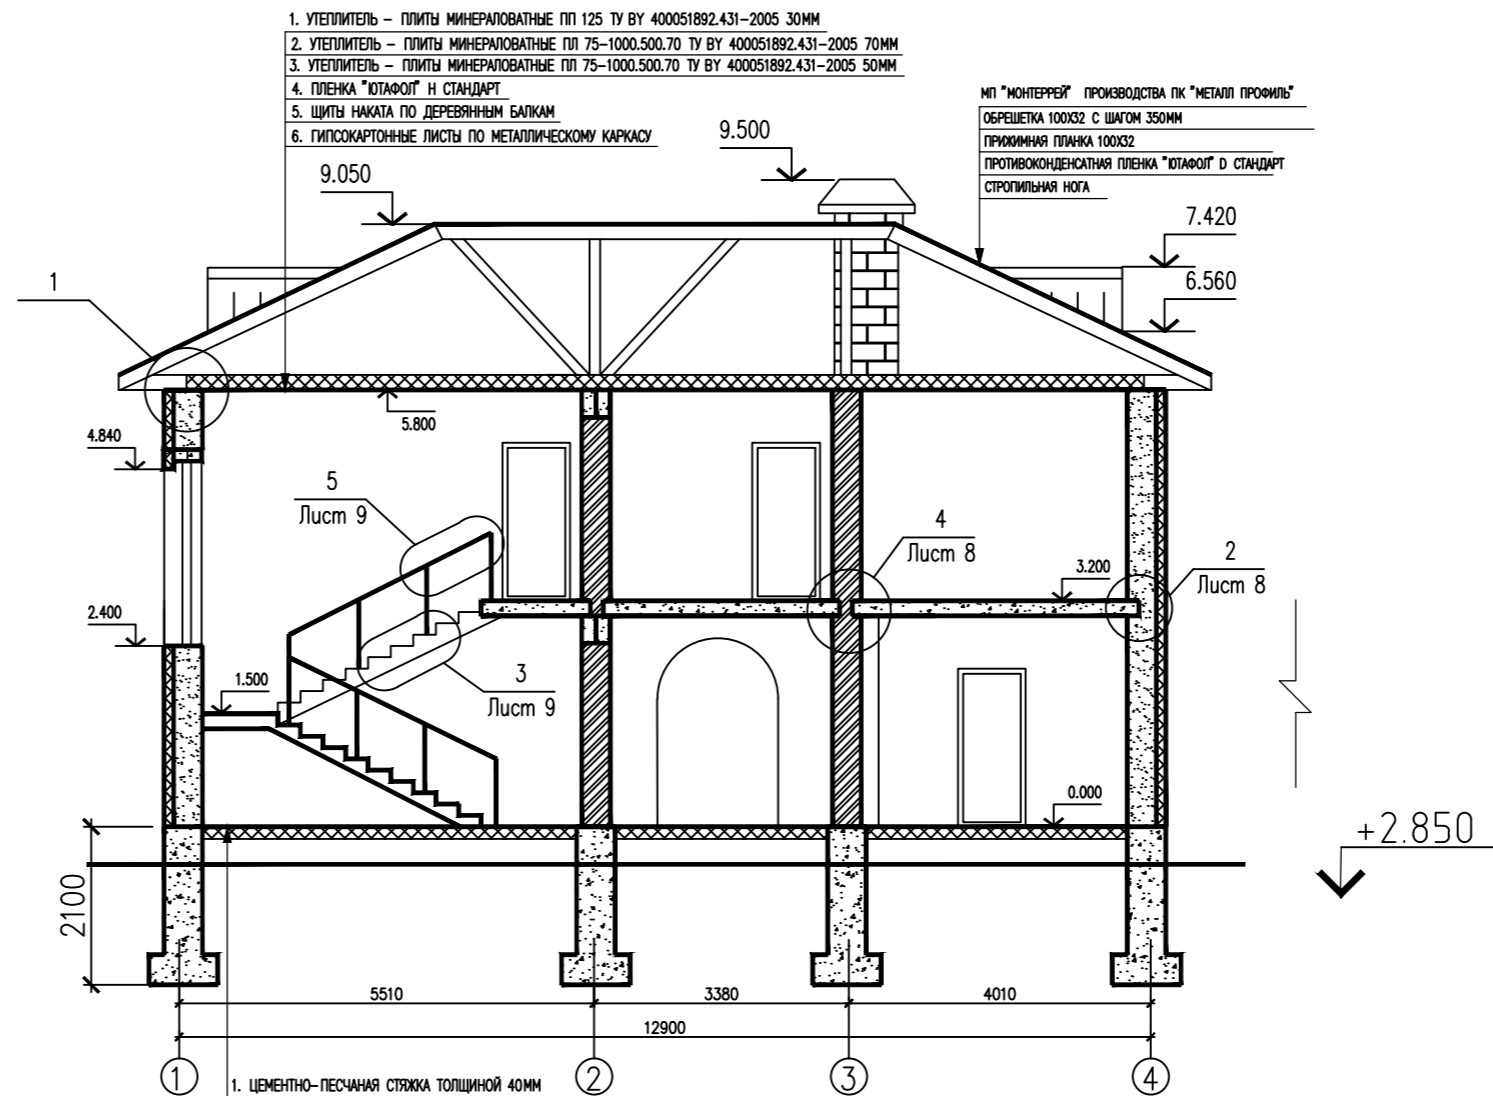 1. УТЕПЛИТЕЛЬ – ПЛИТЫ МИНЕРАЛОВАТНЫЕ ПП 125 ТУ BY 400051892.431–2005 30ММ
2. УТЕПЛИТЕЛЬ – ПЛИТЫ МИНЕРАЛОВАТНЫЕ ПЛ 75–1000.500.70 ТУ BY 400051892.431–2005 70ММ
3. УТЕПЛИТЕЛЬ – ПЛИТЫ МИНЕРАЛОВАТНЫЕ ПЛ 75–1000.500.70 ТУ BY 400051892.431–2005 50ММ
4. ПЛЕНКА "ЮТАФОЛ" Н СТАНДАРТ
5. ЩИТЫ НАКАТА ПО ДЕРЕВЯННЫМ БАЛКАМ
6. ГИПСОКАРТОННЫЕ ЛИСТЫ ПО МЕТАЛЛИЧЕСКОМУ КАРКАСУ
МП "МОНТЕРРЕЙ" ПРОИЗВОДСТВА ПК "МЕТАЛЛ ПРОФИЛЬ"
ОБРЕШЕТКА 100Х32 С ШАГОМ 350ММ
ПРИЖИМНАЯ ПЛАНКА 100Х32
ПРОТИВОКОНДЕНСАТНАЯ ПЛЕНКА "ЮТАФОЛ" D СТАНДАРТ
СТРОПИЛЬНАЯ НОГА
9.500
9.050
7.420
6.560
1
5.800
4.840
5
Лист 9
4
Лист 8
2
Лист 8
3.200
2.400
1.500
3
Лист 9
0.000
+2.850
2100
5510
3380
4010
12900
1
2
3
4
1. ЦЕМЕНТНО–ПЕСЧАНАЯ СТЯЖКА ТОЛЩИНОЙ 40ММ